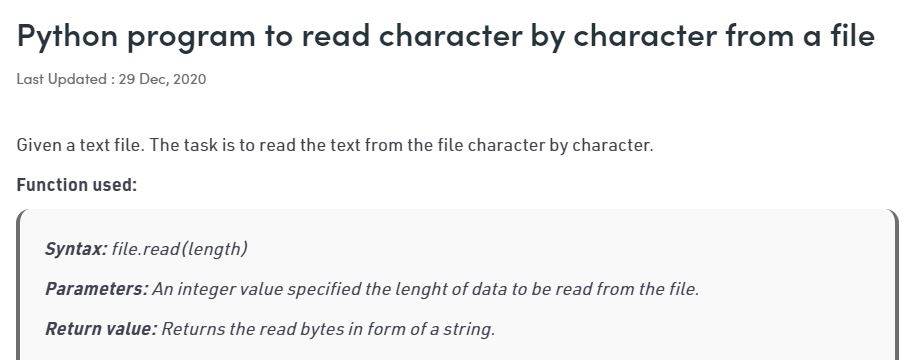 Python program to read character by character from a file
Last Updated : 29 Dec, 2020
Given a text file. The task is to read the text from the file character by character.
Function used:
Syntax: file.read(length)
Parameters: An integer value specified the lenght of data to be read from the file.
Return value: Returns the read bytes in form of a string.